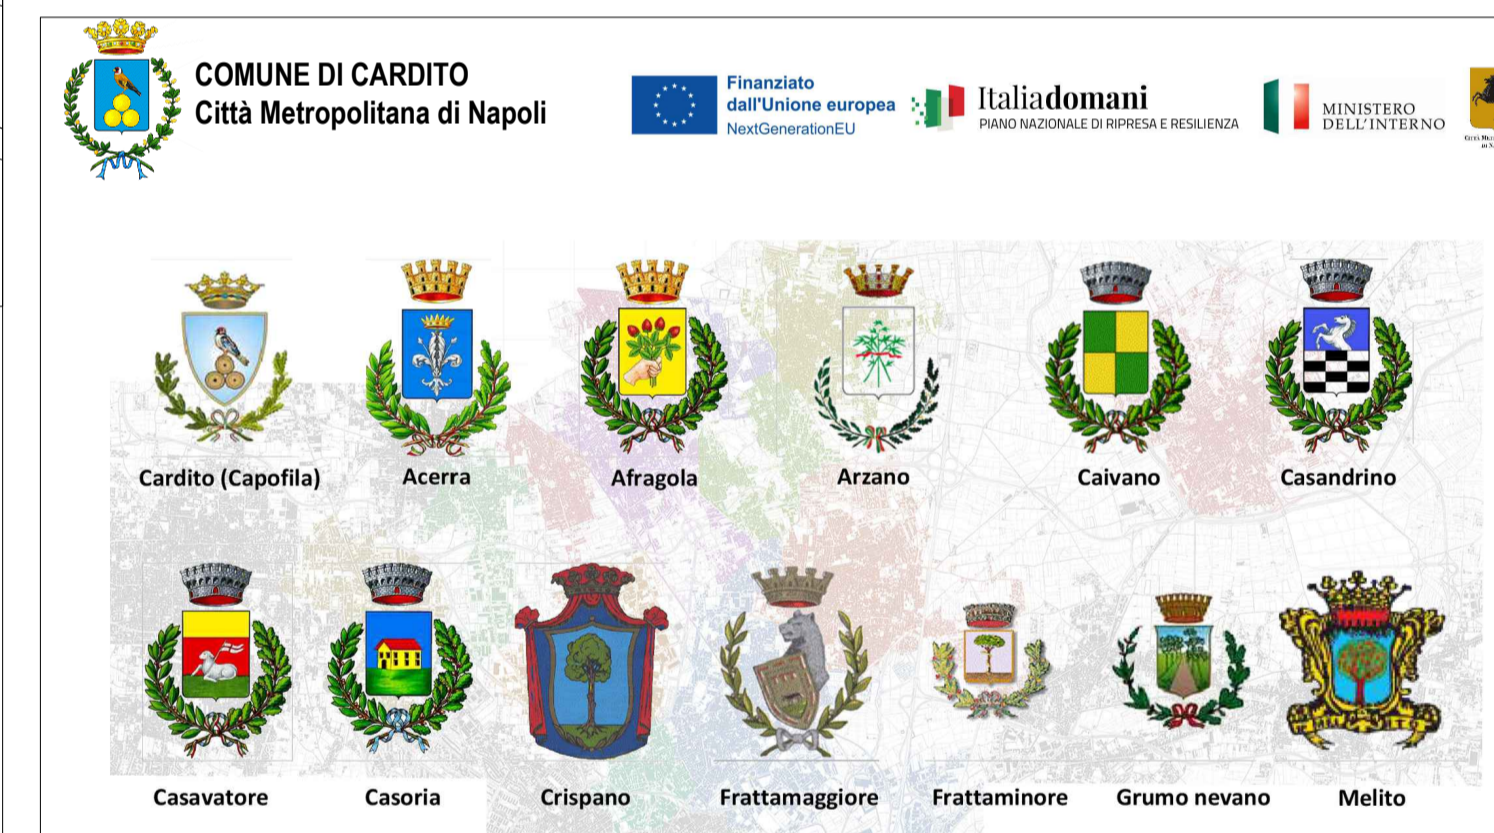 COMUNE DI CARDITO
Città Metropolitana di Napoli
Finanziato
dall'Unione europea
NextGenerationEU
Italiadomani
PIANO NAZIONALE DI RIPRESA E RESILIENZA
MINISTERO
DELL'INTERNO
Cardito (Capofila)
Acerra
Afragola
Arzano
Caivano
Casandrino
Casavatore
Casoria
Crispano
Frattamaggiore
Frattaminore
Grumo nevano
Melito